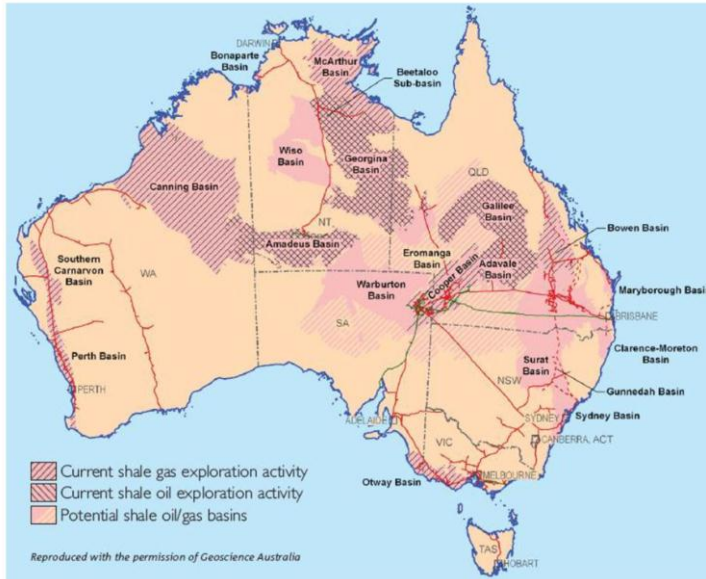 DARWIN
Bonaparte
Basin
McArthur
Basin
Beetaloo
Sub-basin
Wiso
Basin
Georgina
Basin
Canning Basin
QLD
Galilee
Basin
NT
Amadeus Basin
Bowen Basin
Eromanga
Basin
Cooper Basin
Adavale
Basin
Southern
Carnarvon
Basin
WA
Warburton
Basin
Maryborough Basin
BRISBANE
SA
Clarence-Moreton
Basin
Perth Basin
Surat
Basin
NSW
Gunnedah Basin
PERTH
ADELAIDE
SYDNEY
Sydney Basin
CANBERRA, ACT
VIC
Otway Basin
MELBOURNE
TAS
HOBART
Current shale gas exploration activity
Current shale oil exploration activity
Potential shale oil/gas basins
Reproduced with the permission of Geoscience Australia